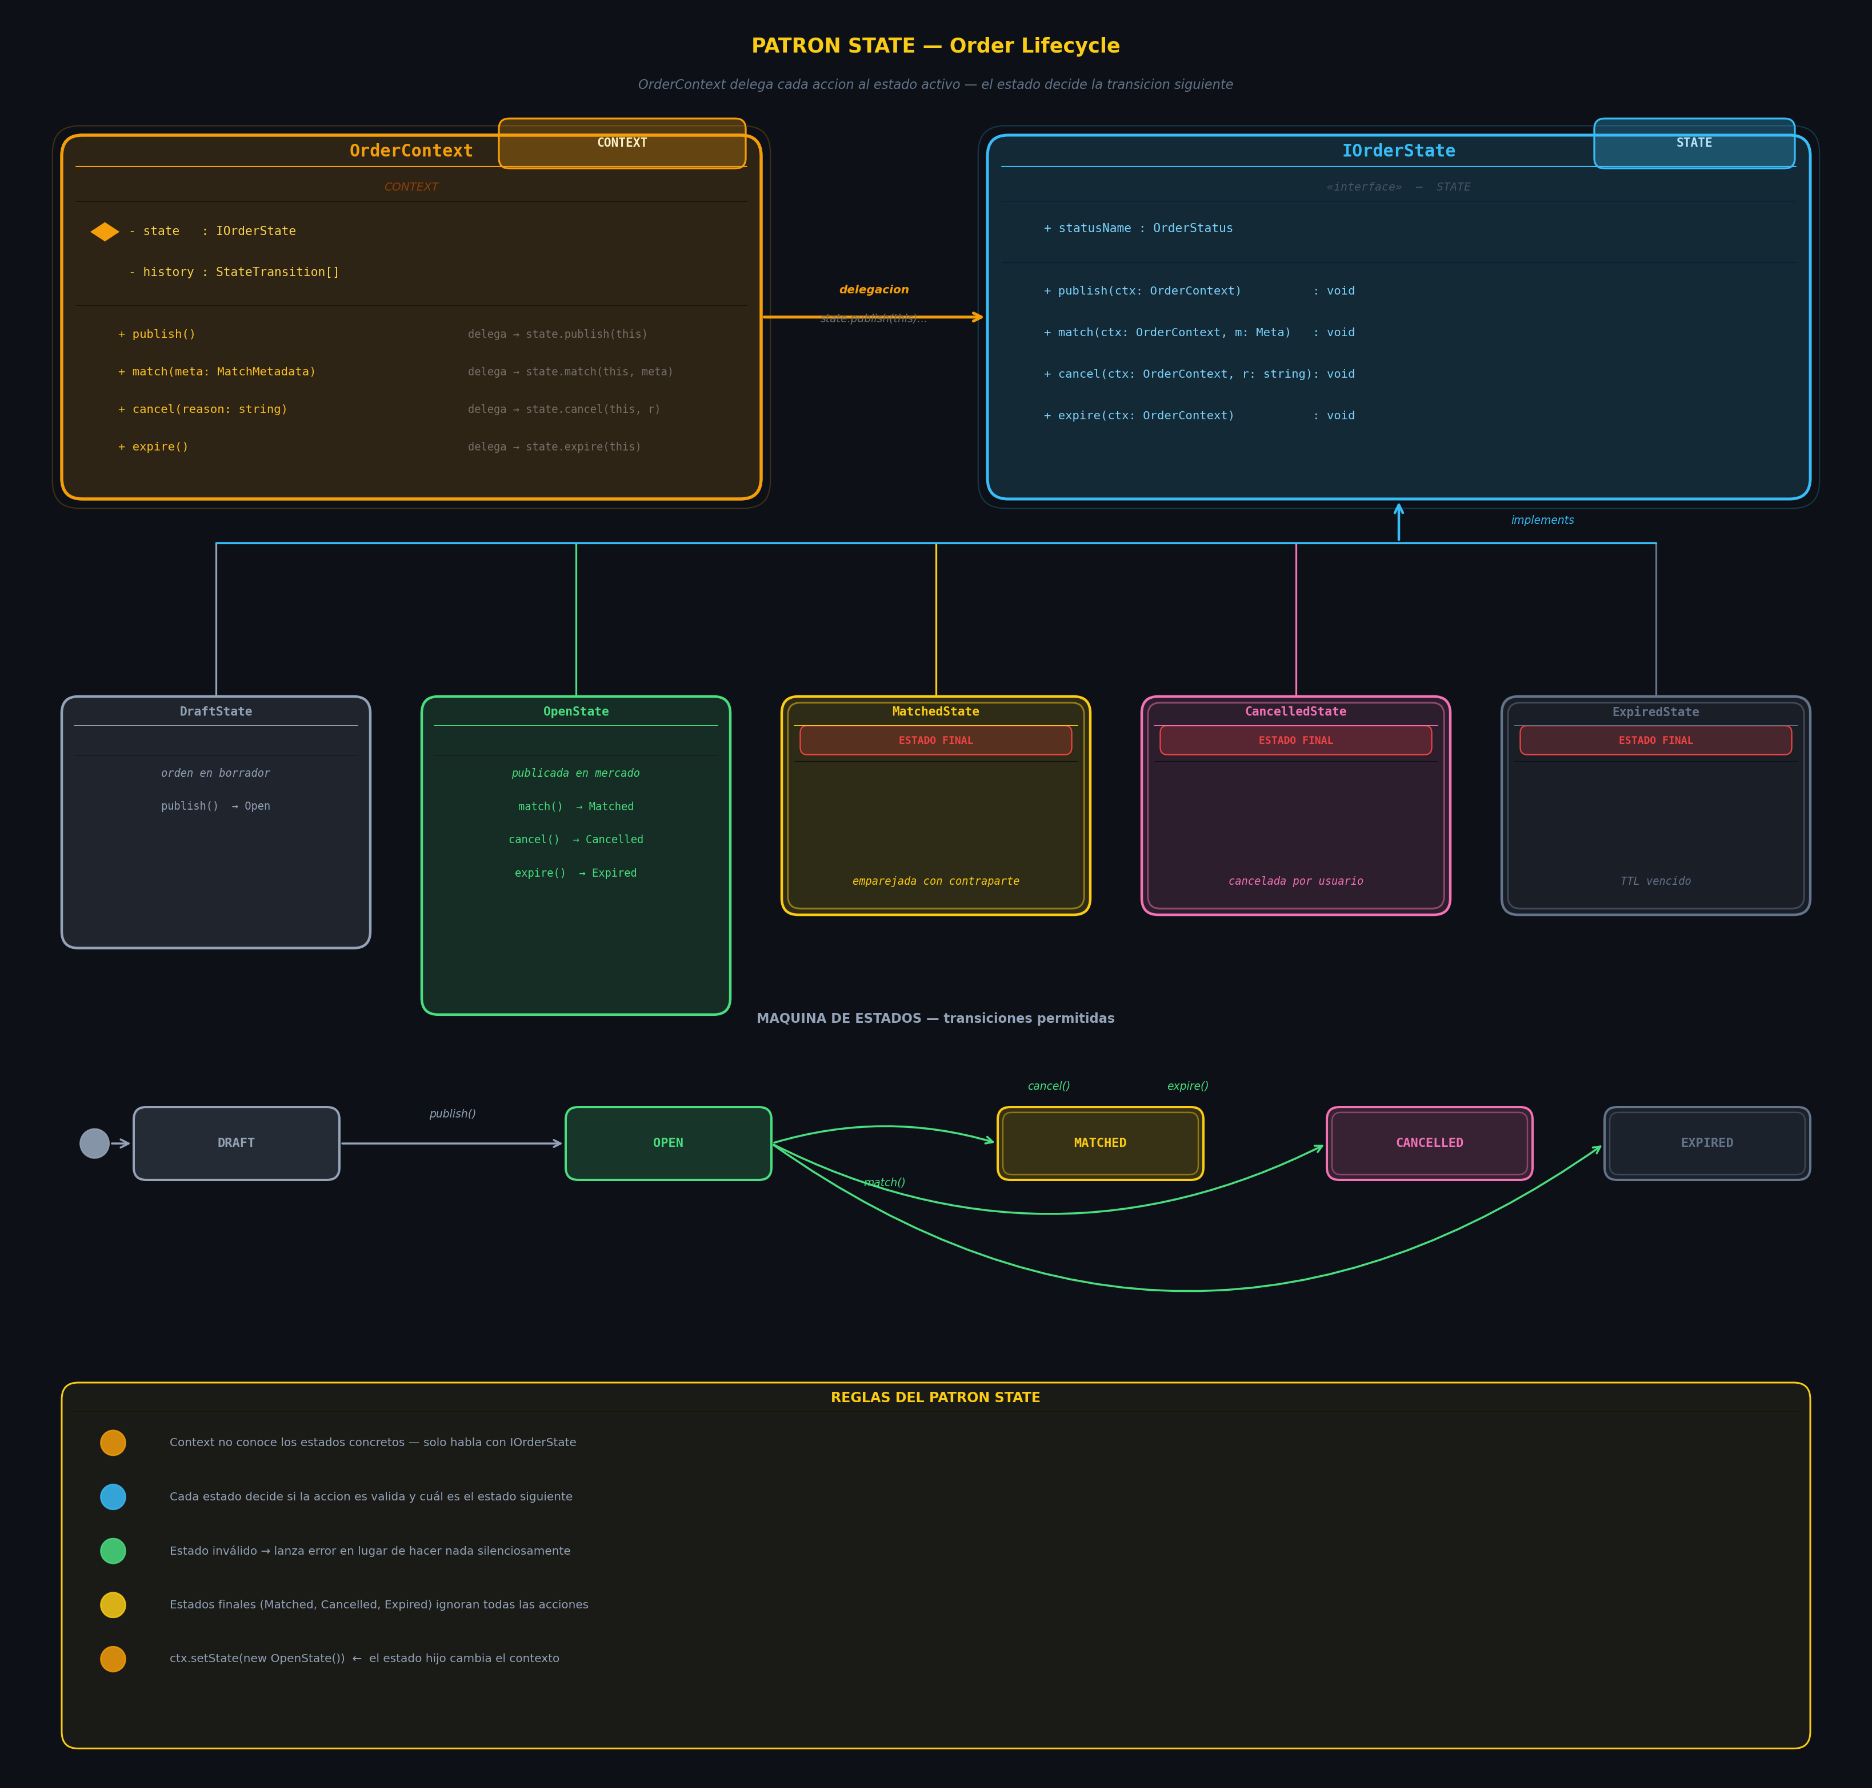 PATRON STATE — Order Lifecycle
OrderContext delega cada accion al estado activo — el estado decide la transicion siguiente
CONTEXT
OrderContext
CONTEXT
- state   : IOrderState
- history : StateTransition[]
+ publish()   delega → state.publish(this)
+ match(meta: MatchMetadata)   delega → state.match(this, meta)
+ cancel(reason: string)   delega → state.cancel(this, r)
+ expire()   delega → state.expire(this)
delegacion
state.publish(this)...
STATE
IOrderState
«interface»  —  STATE
+ statusName : OrderStatus
+ publish(ctx: OrderContext)          : void
+ match(ctx: OrderContext, m: Meta)   : void
+ cancel(ctx: OrderContext, r: string): void
+ expire(ctx: OrderContext)           : void
implements
DraftState
orden en borrador
publish()  → Open
OpenState
publicada en mercado
match()  → Matched
cancel()  → Cancelled
expire()  → Expired
MatchedState
ESTADO FINAL
emparejada con contraparte
CancelledState
ESTADO FINAL
cancelada por usuario
ExpiredState
ESTADO FINAL
TTL vencido
MAQUINA DE ESTADOS — transiciones permitidas
cancel()
expire()
publish()
DRAFT
OPEN
MATCHED
CANCELLED
EXPIRED
match()
REGLAS DEL PATRON STATE
Context no conoce los estados concretos — solo habla con IOrderState
Cada estado decide si la accion es valida y cuál es el estado siguiente
Estado inválido → lanza error en lugar de hacer nada silenciosamente
Estados finales (Matched, Cancelled, Expired) ignoran todas las acciones
ctx.setState(new OpenState())  ←  el estado hijo cambia el contexto